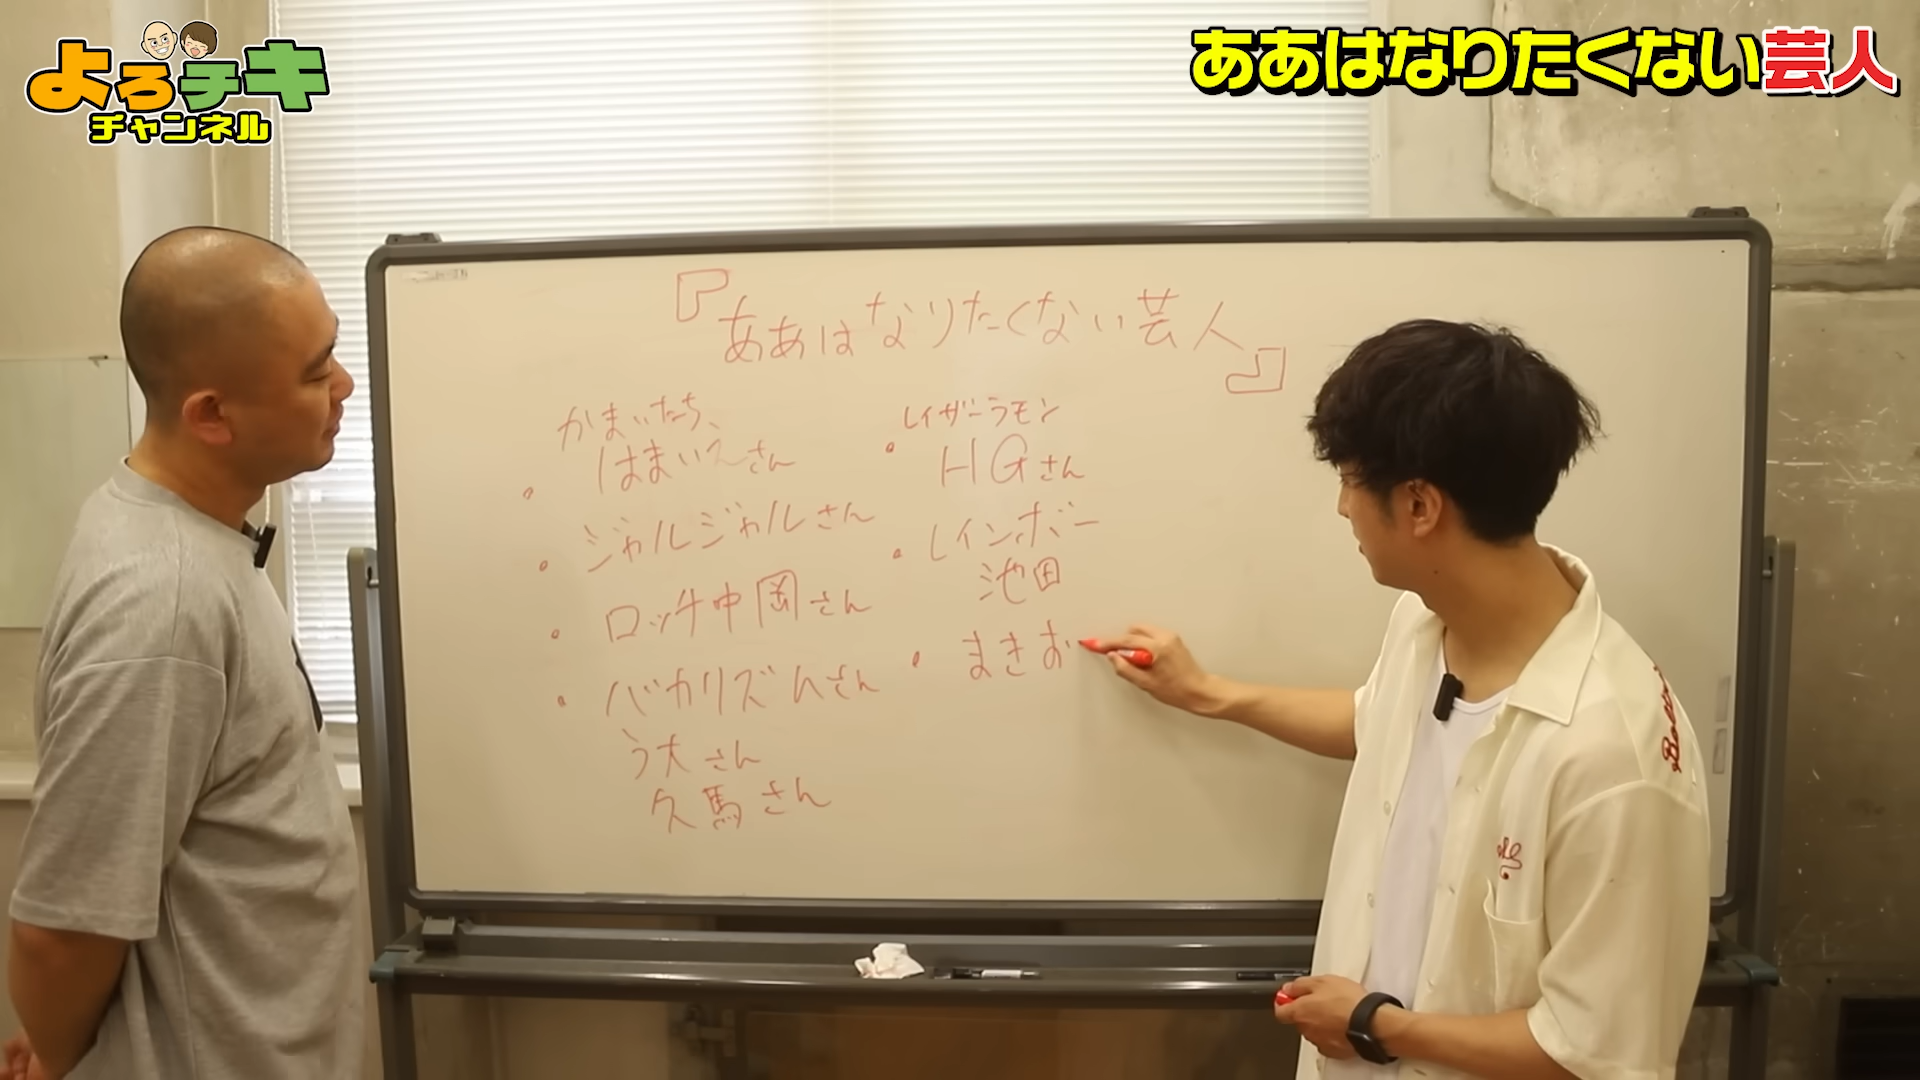 よろチキ
チャンネル
ああはなりたくない芸人
『ああはなりたくない芸人』
かまいたち、
・はまいえさん
・ジャルジャルさん
・ロッチ中岡さん
・バカリズムさん
う大さん
久馬さん
レイザーラモン
・HGさん
・レインボー
池田
・まきお